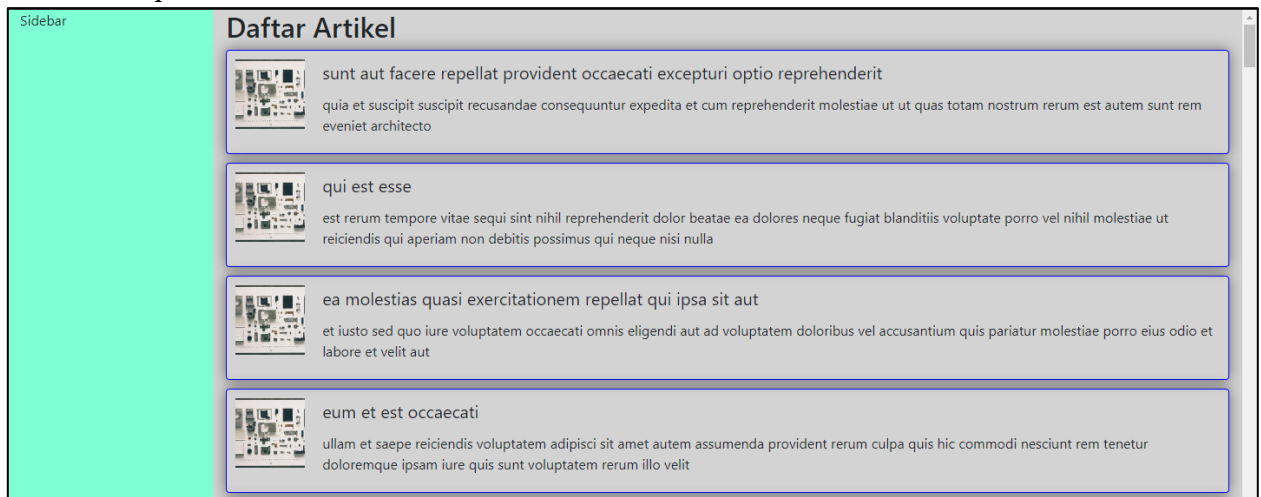 Sidebar
Daftar Artikel
sunt aut facere repellat provident occaecati excepturi optio reprehenderit
quia et suscipit suscipit recusandae consequuntur expedita et cum reprehenderit molestiae ut ut quas totam nostrum rerum est autem sunt rem
eveniet architecto
qui est esse
est rerum tempore vitae sequi sint nihil reprehenderit dolor beatae ea dolores neque fugiat blanditiis voluptate porro vel nihil molestiae ut
reiciendis qui aperiam non debitis possimus qui neque nisi nulla
ea molestias quasi exercitationem repellat qui ipsa sit aut
et iusto sed quo iure voluptatem occaecati omnis eligendi aut ad voluptatem doloribus vel accusantium quis pariatur molestiae porro eius odio et
labore et velit aut
eum et est occaecati
ullam et saepe reiciendis voluptatem adipisci sit amet autem assumenda provident rerum culpa quis hic commodi nesciunt rem tenetur
doloremque ipsam iure quis sunt voluptatem rerum illo velit